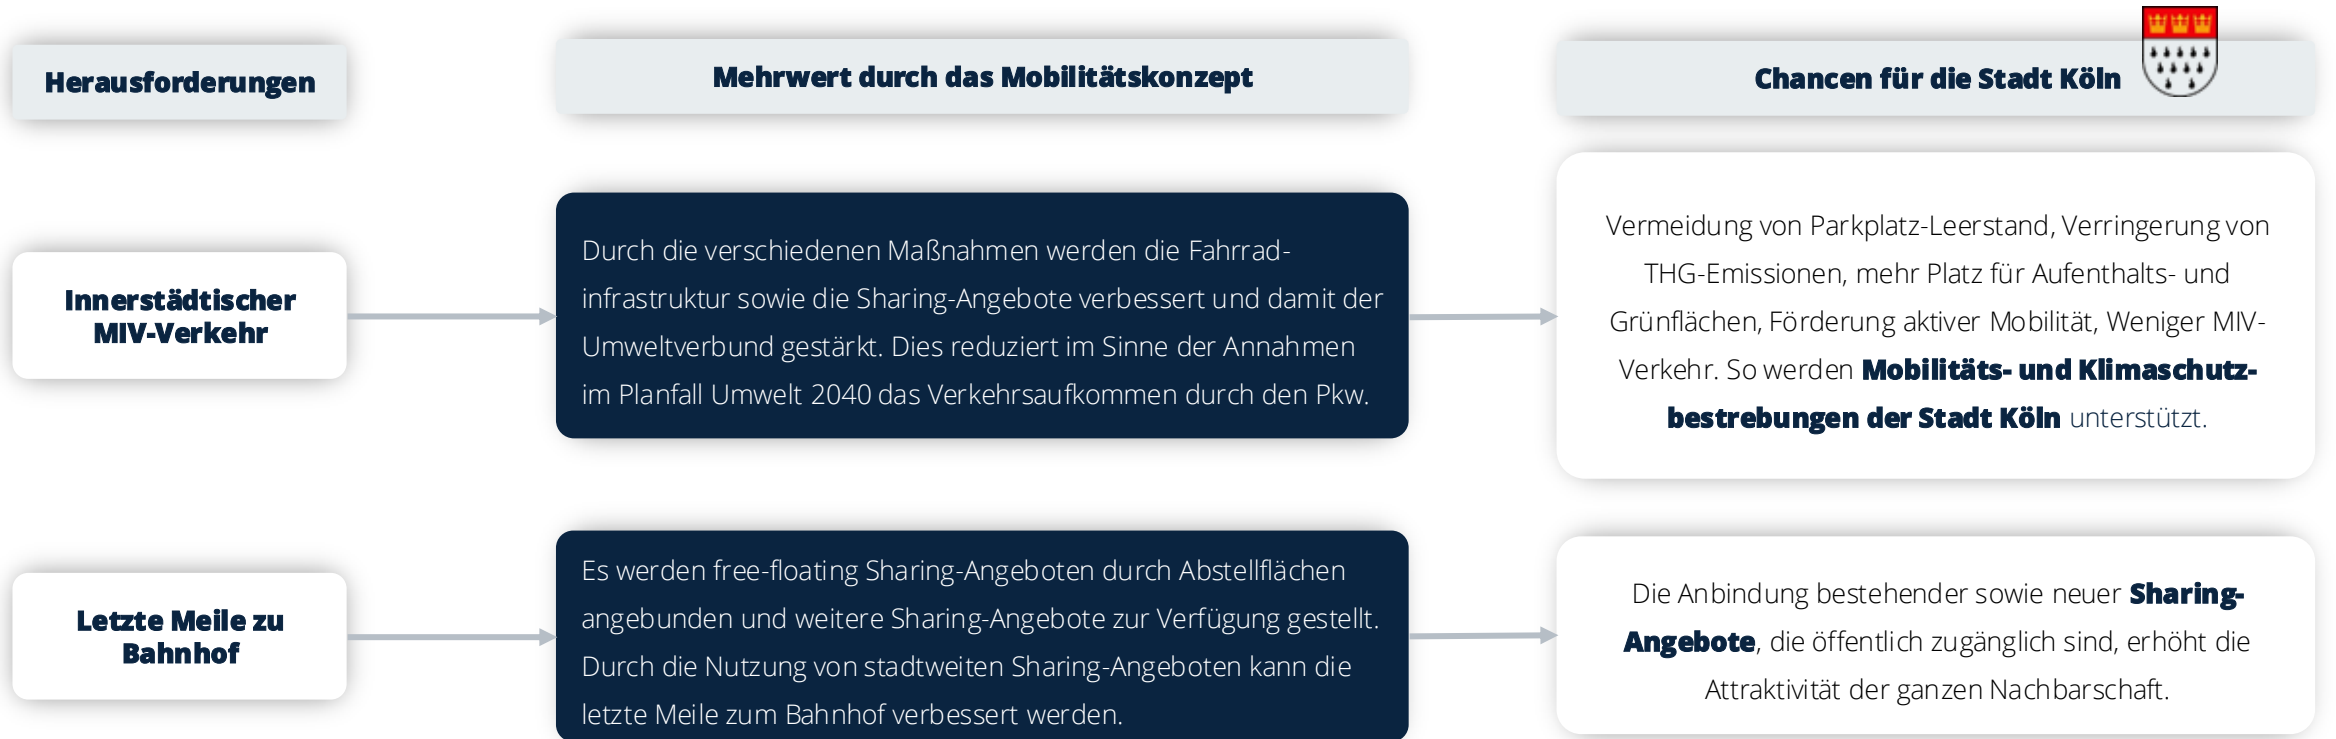 Herausforderungen
Mehrwert durch das Mobilitätskonzept
Chancen für die Stadt Köln
Innerstädtischer
MIV-Verkehr
Durch die verschiedenen Maßnahmen werden die Fahrrad-
infrastruktur sowie die Sharing-Angebote verbessert und damit der
Umweltverbund gestärkt. Dies reduziert im Sinne der Annahmen
im Planfall Umwelt 2040 das Verkehrsaufkommen durch den Pkw.
Vermeidung von Parkplatz-Leerstand, Verringerung von
THG-Emissionen, mehr Platz für Aufenthalts- und
Grünflächen, Förderung aktiver Mobilität, Weniger MIV-
Verkehr. So werden Mobilitäts- und Klimaschutz-
bestrebungen der Stadt Köln unterstützt.
Letzte Meile zu
Bahnhof
Es werden free-floating Sharing-Angeboten durch Abstellflächen
angebunden und weitere Sharing-Angebote zur Verfügung gestellt.
Durch die Nutzung von stadtweiten Sharing-Angeboten kann die
letzte Meile zum Bahnhof verbessert werden.
Die Anbindung bestehender sowie neuer Sharing-
Angebote, die öffentlich zugänglich sind, erhöht die
Attraktivität der ganzen Nachbarschaft.